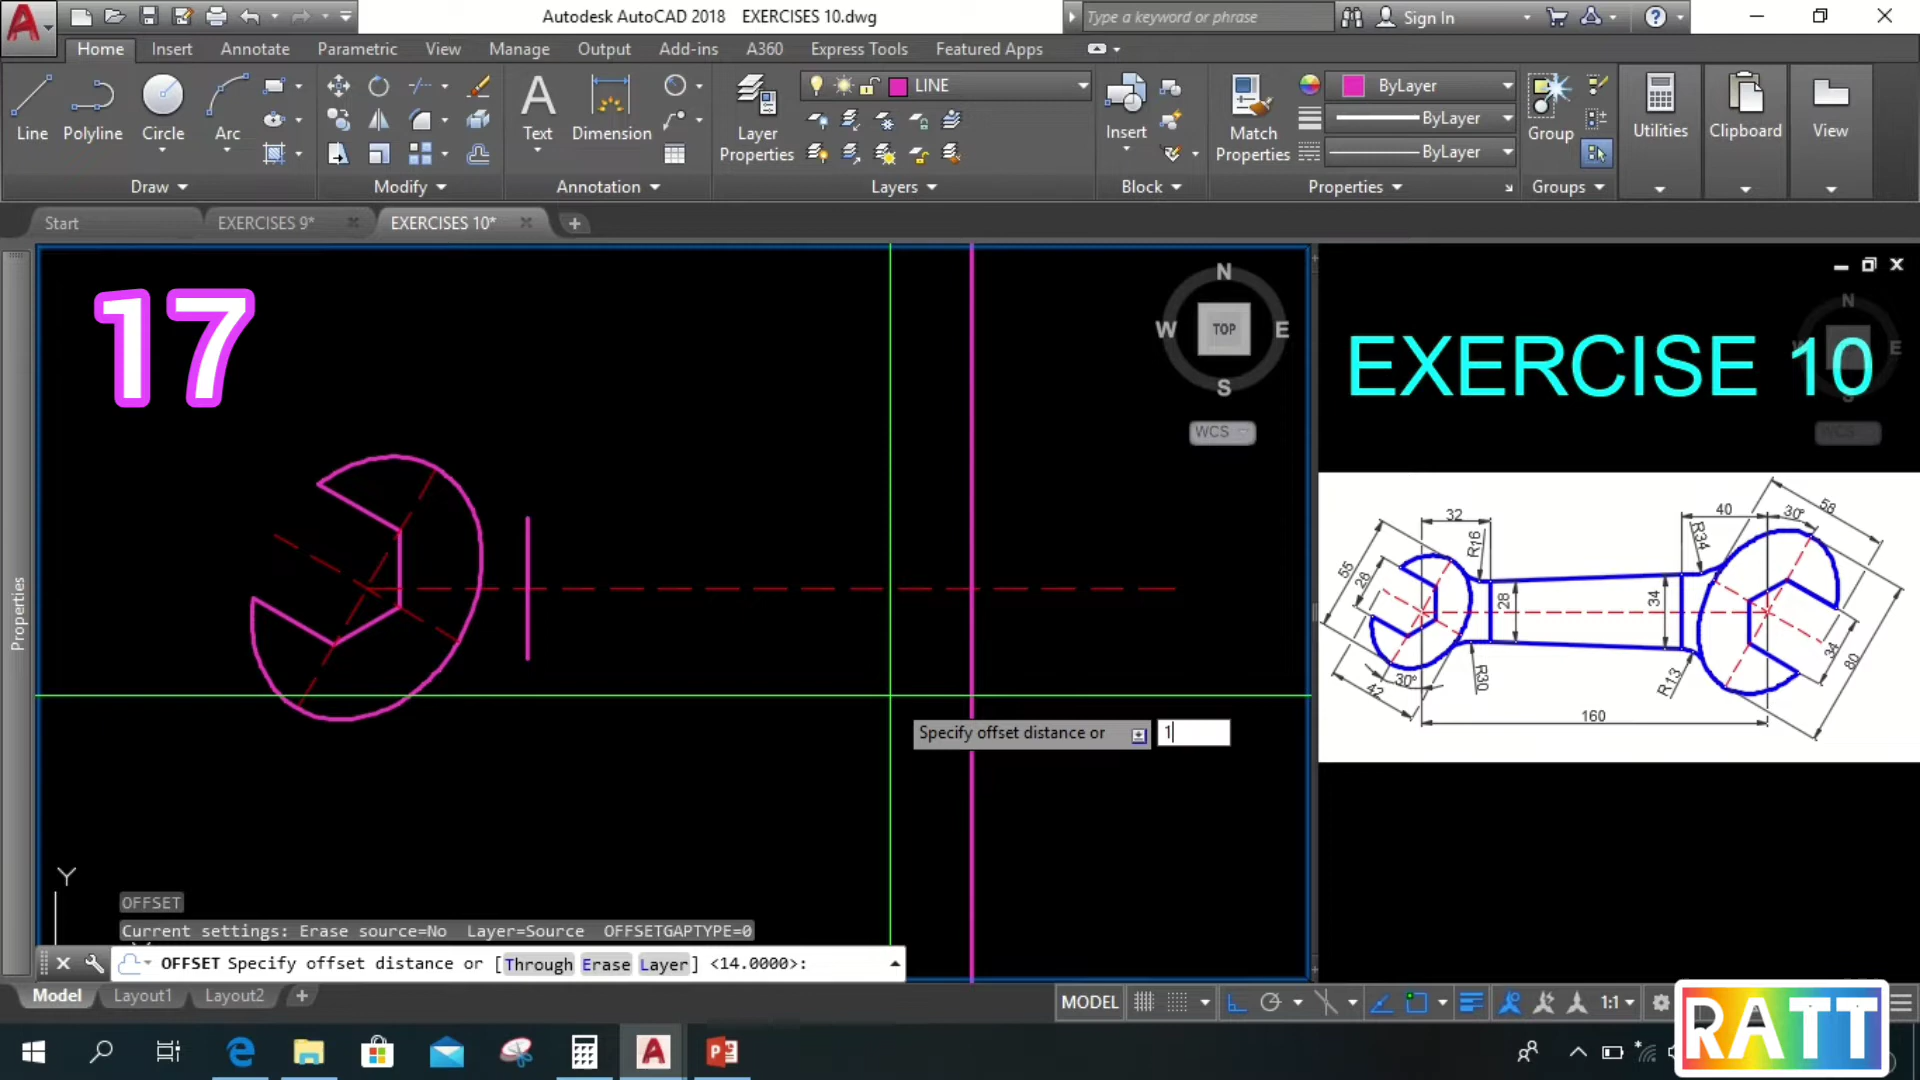 Autodesk AutoCAD 2018 EXERCISES 10.dwg
Type a keyword or phrase
Sign In
Home Insert Annotate Parametric View Manage Output Add-ins A360 Express Tools Featured Apps
LINE
ByLayer
ByLayer
ByLayer
Line Polyline Circle Arc
Text Dimension
Layer Properties
Insert
Match Properties
Group
Utilities
Clipboard
View
Draw Modify Annotation Layers Block Properties Groups
Start EXERCISES 9* EXERCISES 10*
17
N
W TOP E
S
WCS
EXERCISE 10
N
E
Properties
Specify offset distance or 1
32
40
30°
58
R16
R34
55
28
28
34
34
80
30°
42
R30
R13
160
Y
OFFSET
Current settings: Erase source=No Layer=Source OFFSETGAPTYPE=0
OFFSET Specify offset distance or [Through Erase Layer] <14.0000>:
Model Layout1 Layout2
MODEL
1:1
RATT